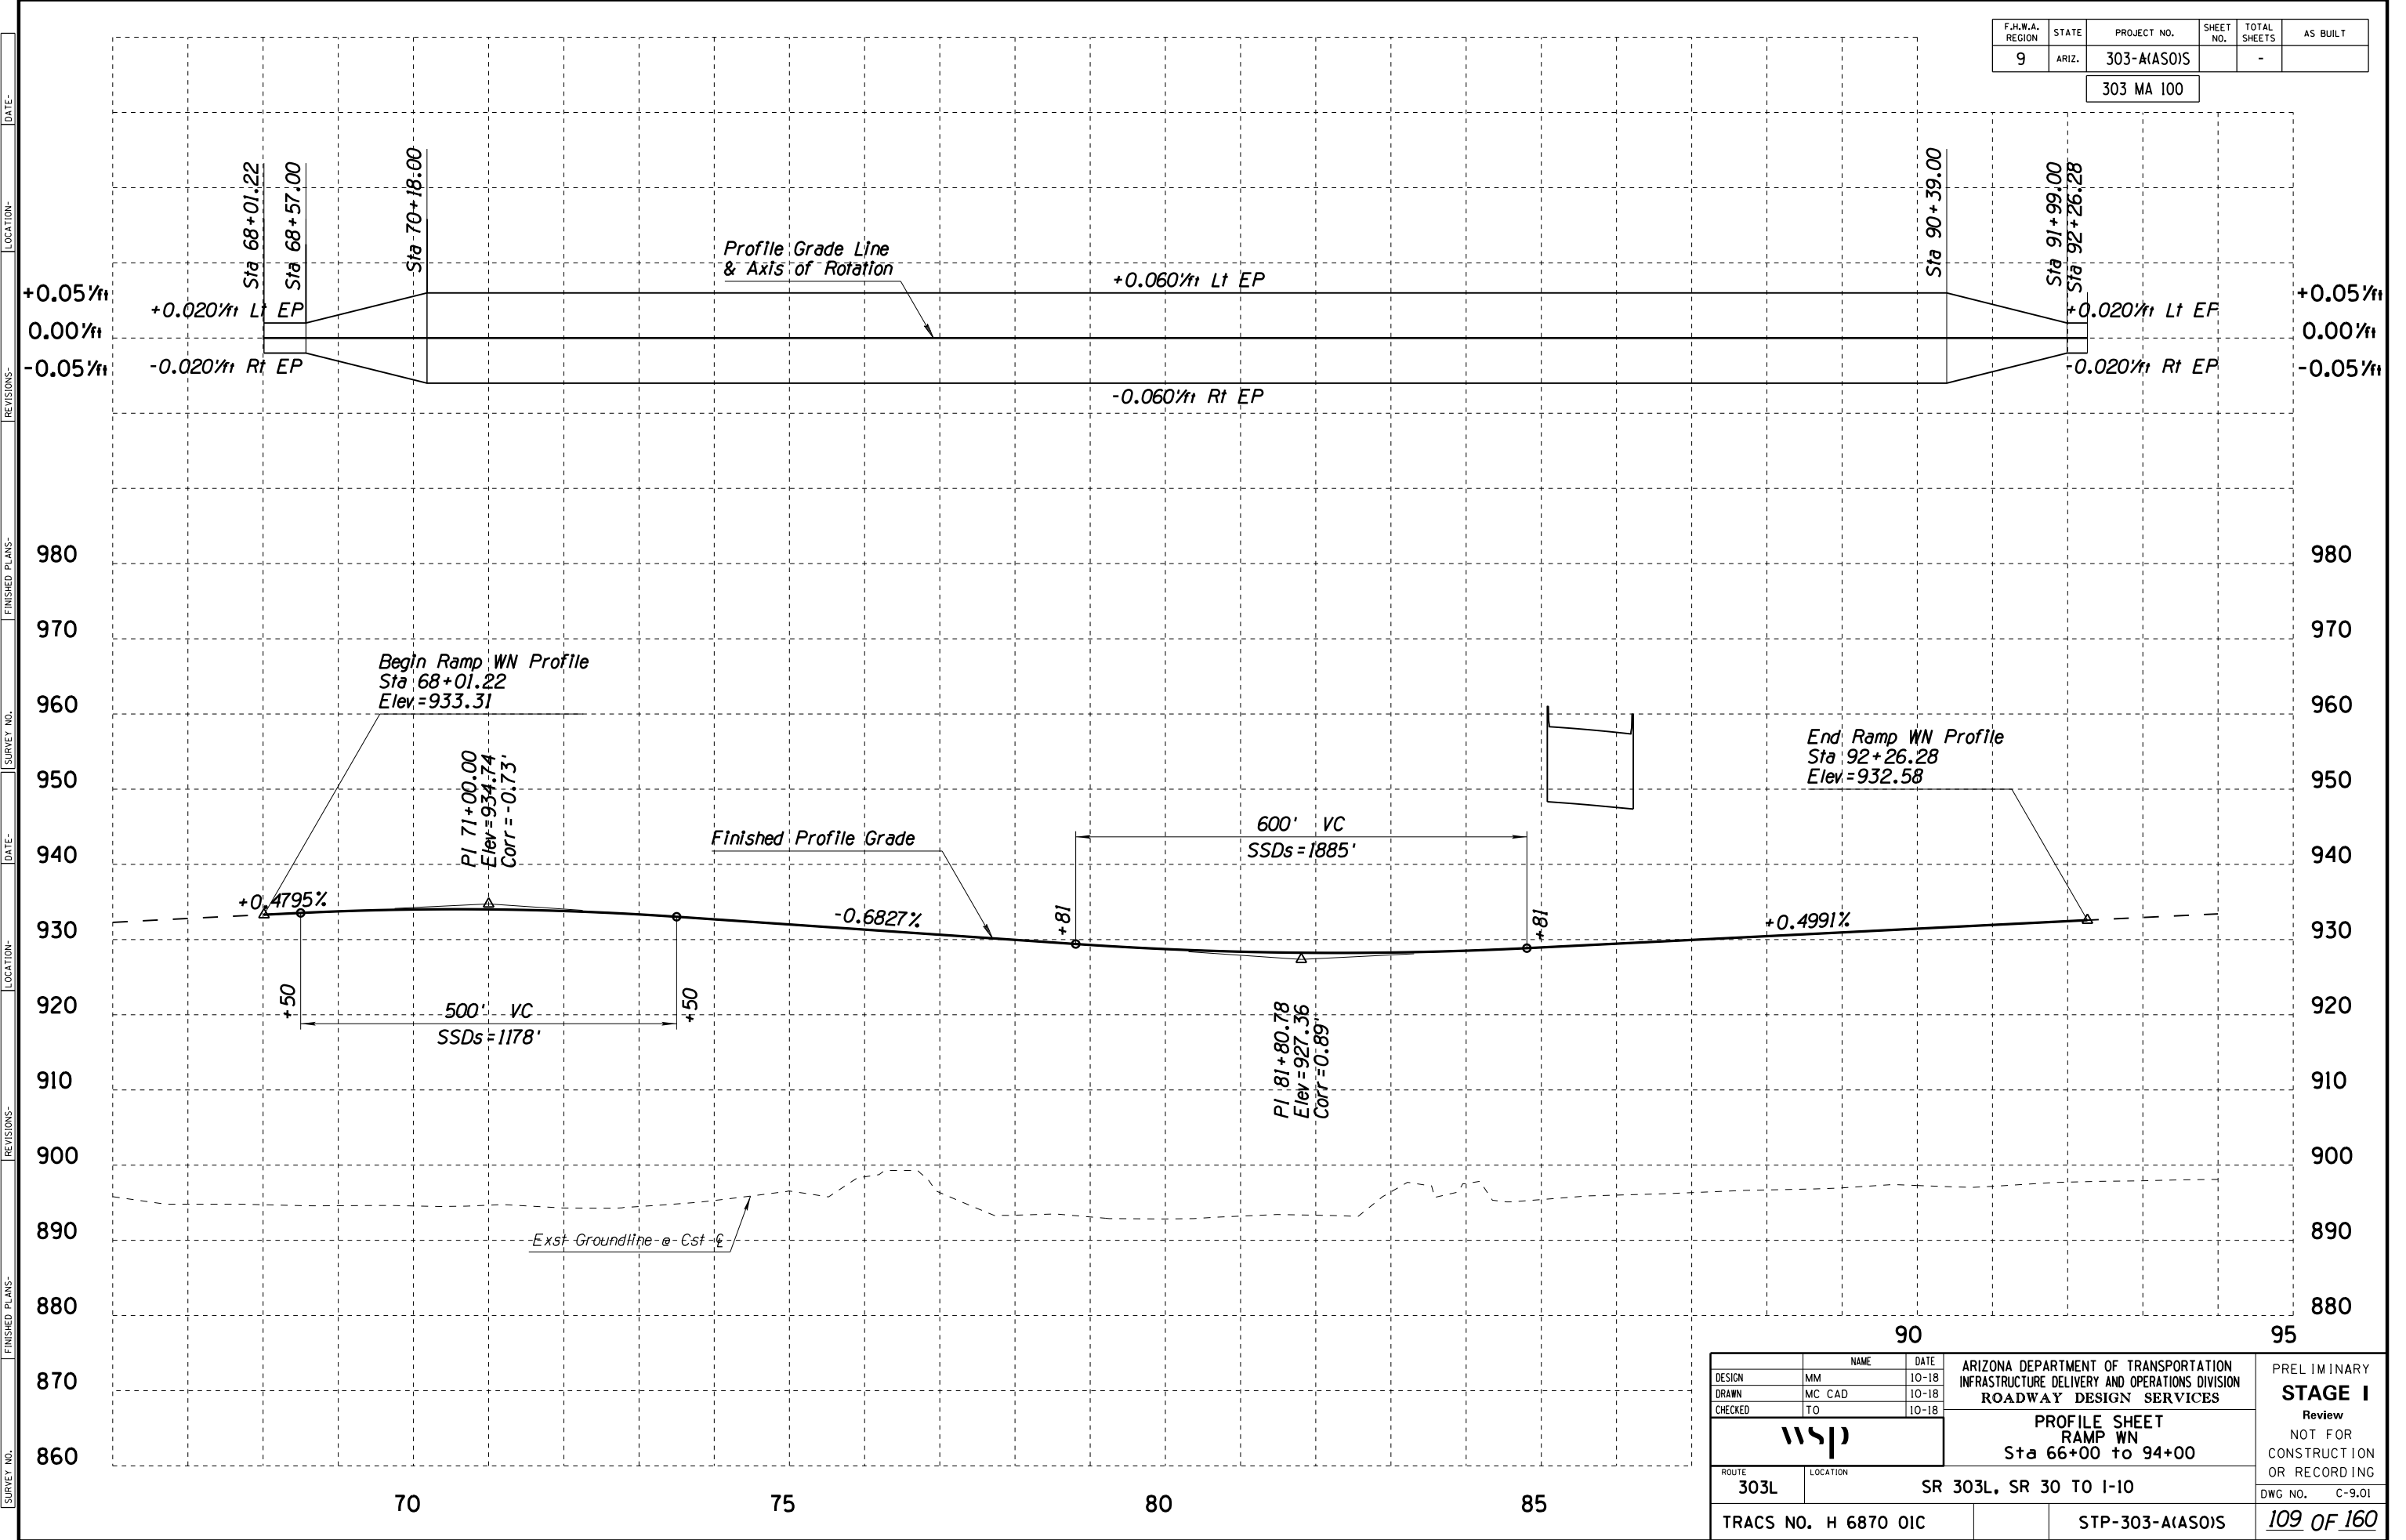 F.H.W.A. REGION STATE PROJECT NO. SHEET NO. TOTAL SHEETS AS BUILT
9 ARIZ. 303-A(ASO)S -
303 MA 100
Sta 68+01.22
Sta 68+57.00
Sta 70+18.00
Sta 90+39.00
Sta 91+99.00
Sta 92+26.28
Profile Grade Line
& Axis of Rotation
+0.060'/ft Lt EP
-0.060'/ft Rt EP
+0.05'/ft
0.00'/ft
-0.05'/ft
+0.020'/ft Lt EP
-0.020'/ft Rt EP
+0.020'/ft Lt EP
-0.020'/ft Rt EP
+0.05'/ft
0.00'/ft
-0.05'/ft
980 980
970 970
960 960
950 950
940 940
930 930
920 920
910 910
900 900
890 890
880 880
870
860
Begin Ramp WN Profile
Sta 68+01.22
Elev=933.31
PI 71+00.00
Elev=934.74
Corr=-0.73'
Finished Profile Grade
600' VC
SSDs=1885'
End Ramp WN Profile
Sta 92+26.28
Elev=932.58
+0.4795%
-0.6827%
+0.4991%
+81
+81
+50
+50
500' VC
SSDs=1178'
PI 81+80.78
Elev=927.36
Corr=0.89'
Exst Groundline @ Cst ℄
70 75 80 85
90 95
NAME DATE
DESIGN MM 10-18
DRAWN MC CAD 10-18
CHECKED TO 10-18
wsp
ARIZONA DEPARTMENT OF TRANSPORTATION
INFRASTRUCTURE DELIVERY AND OPERATIONS DIVISION
ROADWAY DESIGN SERVICES
PROFILE SHEET
RAMP WN
Sta 66+00 to 94+00
PRELIMINARY
STAGE I
Review
NOT FOR
CONSTRUCTION
OR RECORDING
ROUTE
303L
LOCATION
SR 303L, SR 30 TO I-10
DWG NO. C-9.01
TRACS NO. H 6870 01C
STP-303-A(ASO)S
109 OF 160
DATE-
LOCATION-
REVISIONS-
FINISHED PLANS-
SURVEY NO.
DATE-
LOCATION-
REVISIONS-
FINISHED PLANS-
SURVEY NO.